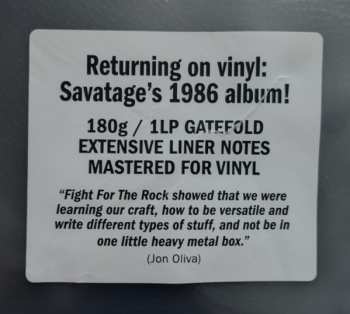 Returning on vinyl:
Savatage's 1986 album!
180g / 1LP GATEFOLD
EXTENSIVE LINER NOTES
MASTERED FOR VINYL
“Fight For The Rock showed that we were
learning our craft, how to be versatile and
write different types of stuff, and not be in
one little heavy metal box.”
(Jon Oliva)